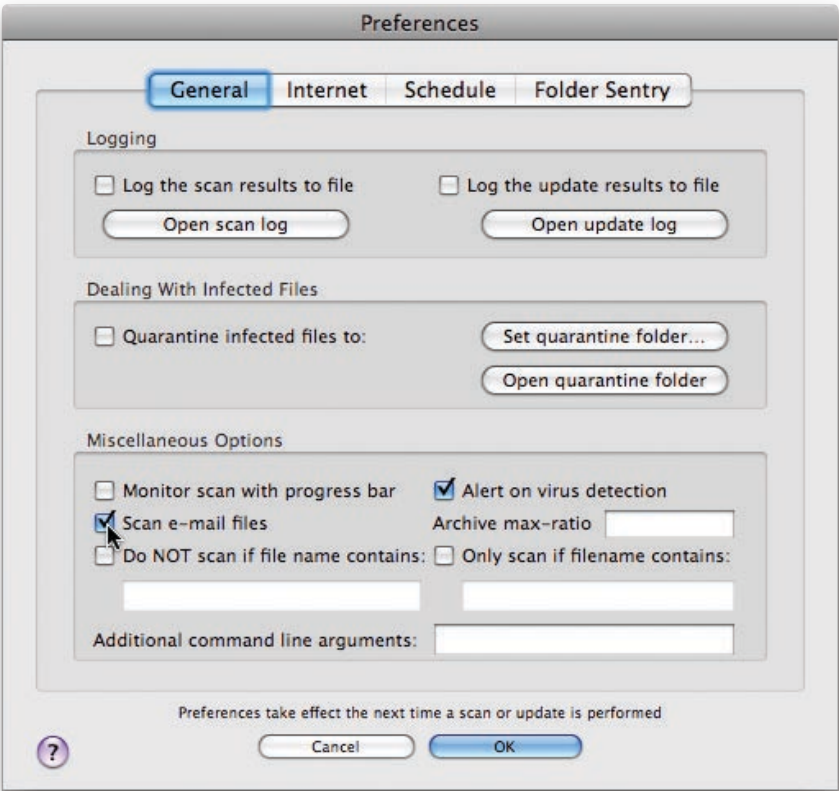 Preferences
General Internet Schedule Folder Sentry
Logging
Log the scan results to file Log the update results to file
Open scan log Open update log
Dealing With Infected Files
Quarantine infected files to: Set quarantine folder...
Open quarantine folder
Miscellaneous Options
Monitor scan with progress bar Alert on virus detection
Scan e-mail files Archive max-ratio
Do NOT scan if file name contains: Only scan if filename contains:
Additional command line arguments:
Preferences take effect the next time a scan or update is performed
? Cancel OK